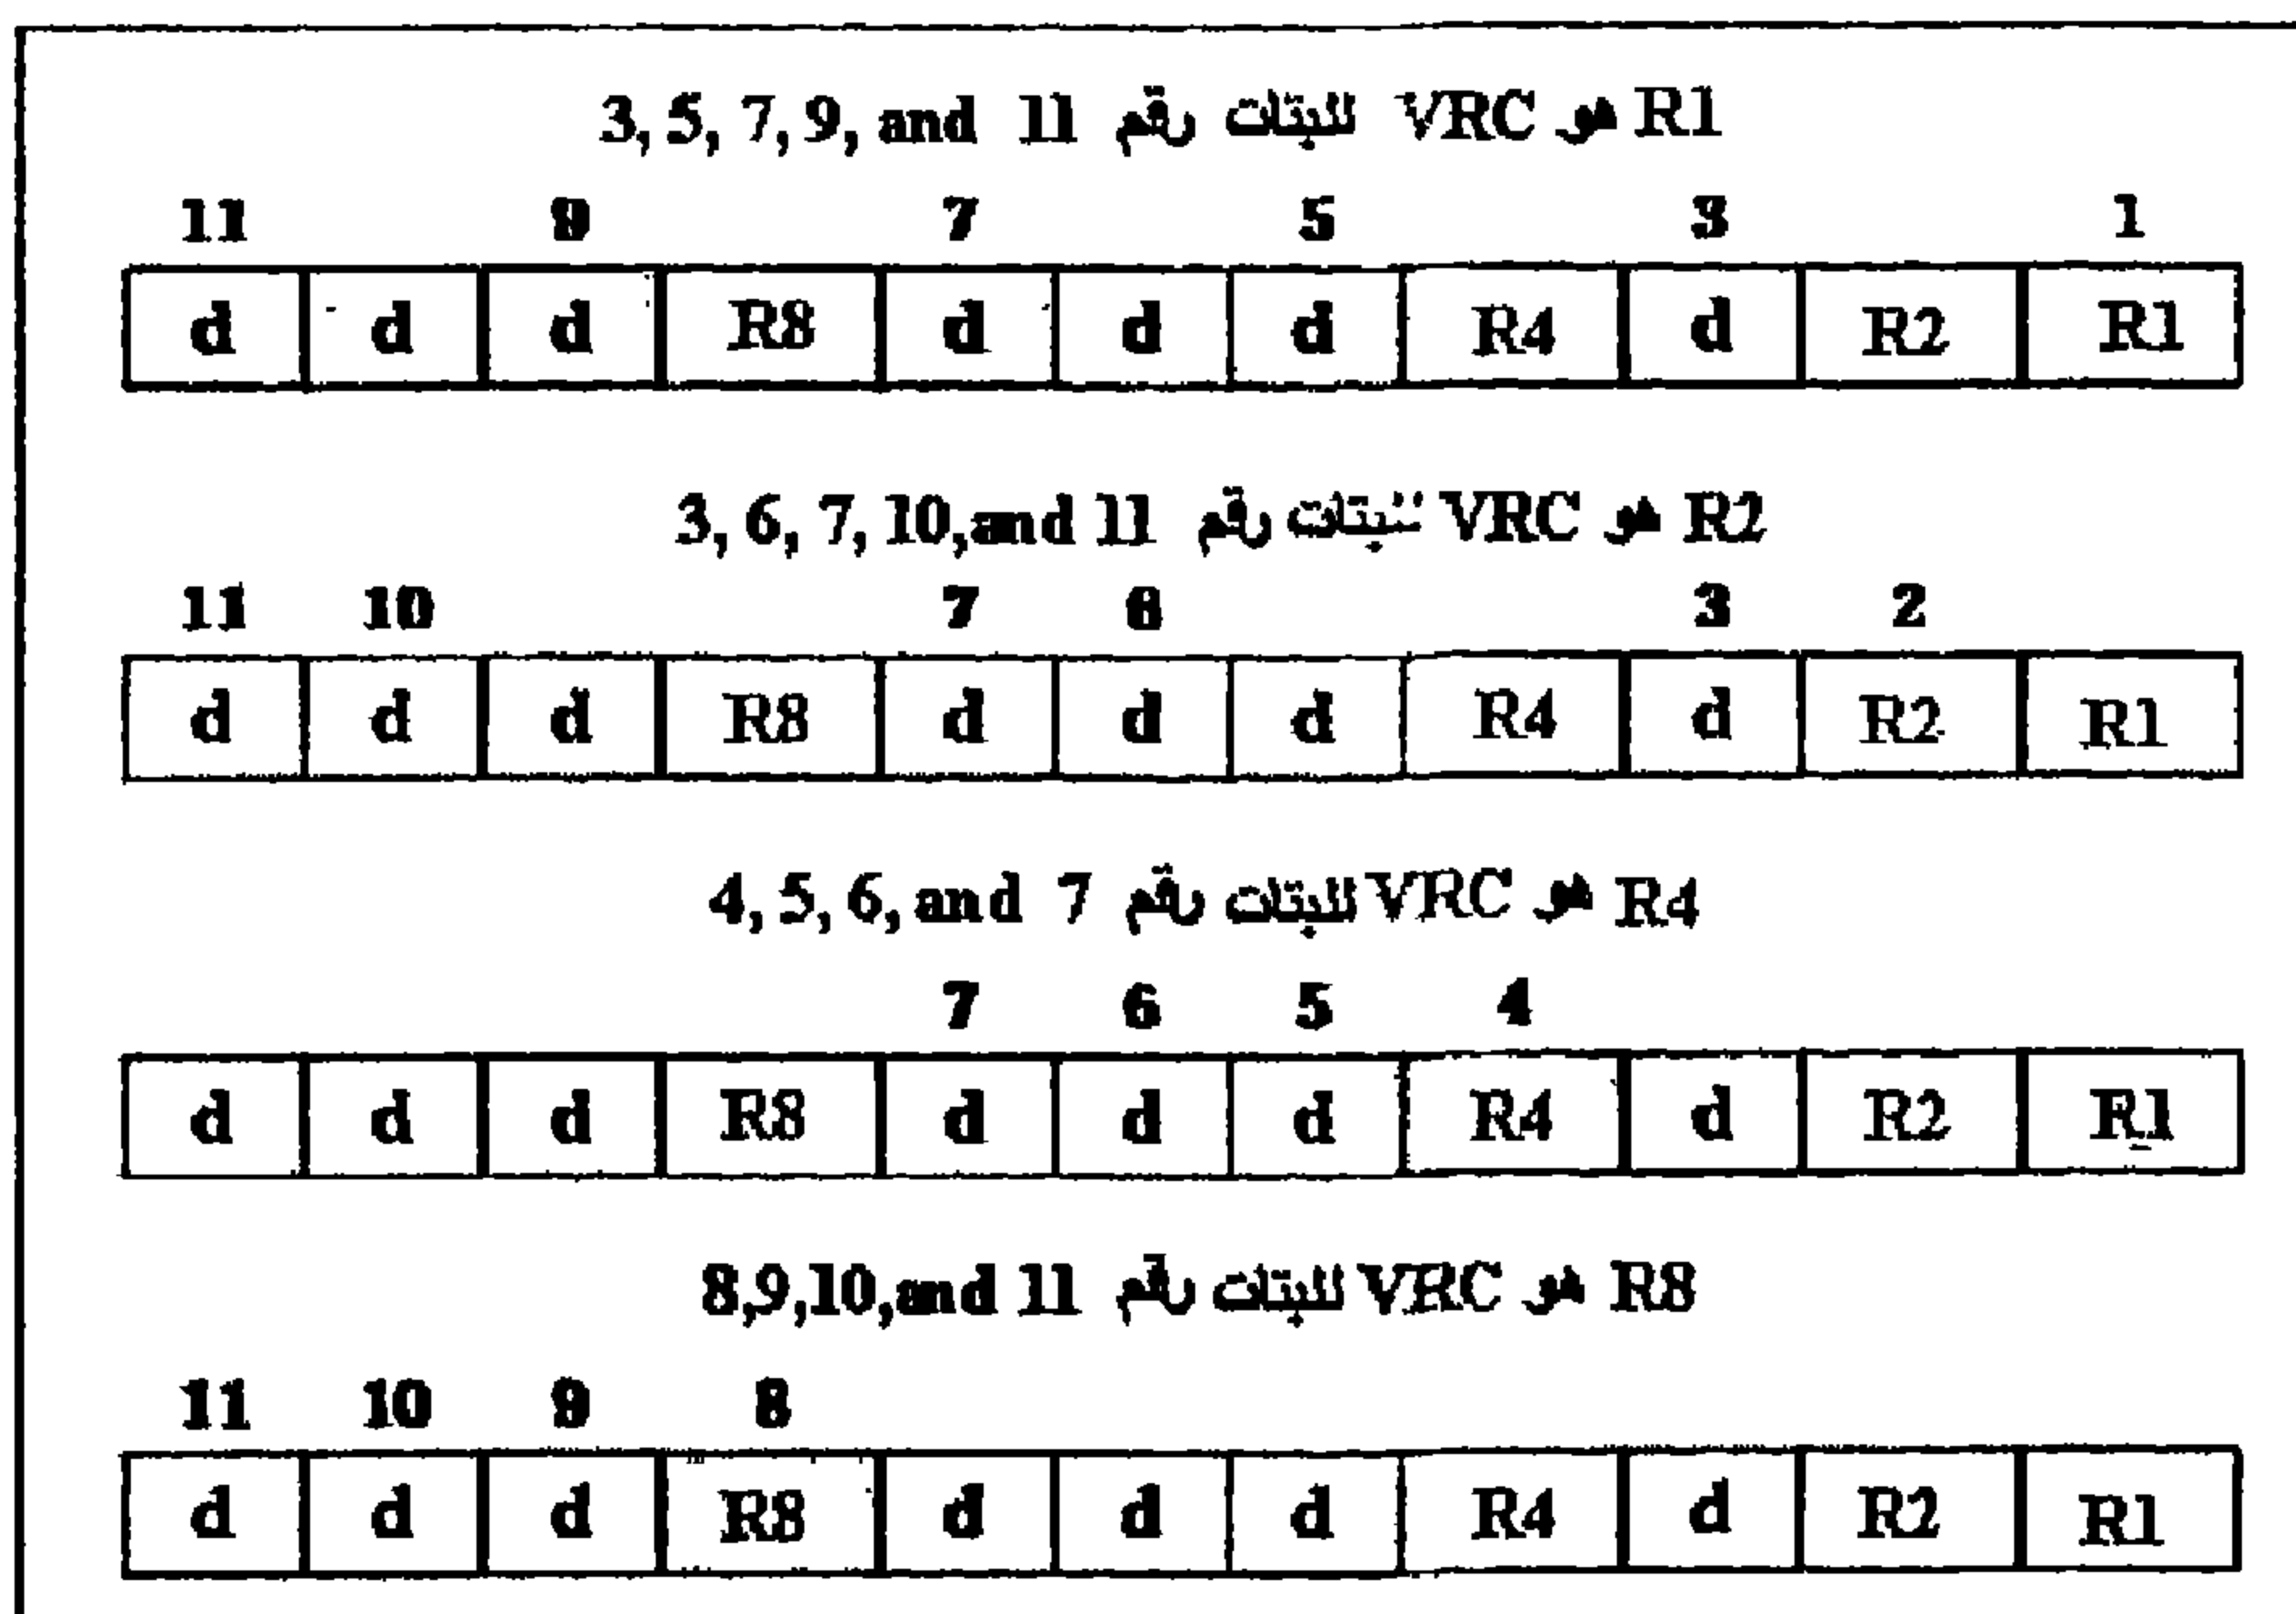 R1 هو VRC للبتات رقم 3, 5, 7, 9, and 11
11 9 7 5 3 1
d d d R8 d d d R4 d R2 R1
R2 هو VRC للبتات رقم 3, 6, 7, 10,and 11
11 10 7 6 3 2
d d d R8 d d d R4 d R2 R1
R4 هو VRC للبتات رقم 4, 5, 6, and 7
7 6 5 4
d d d R8 d d d R4 d R2 R1
R8 هو VRC للبتات رقم 8,9,10,and 11
11 10 9 8
d d d R8 d d d R4 d R2 R1